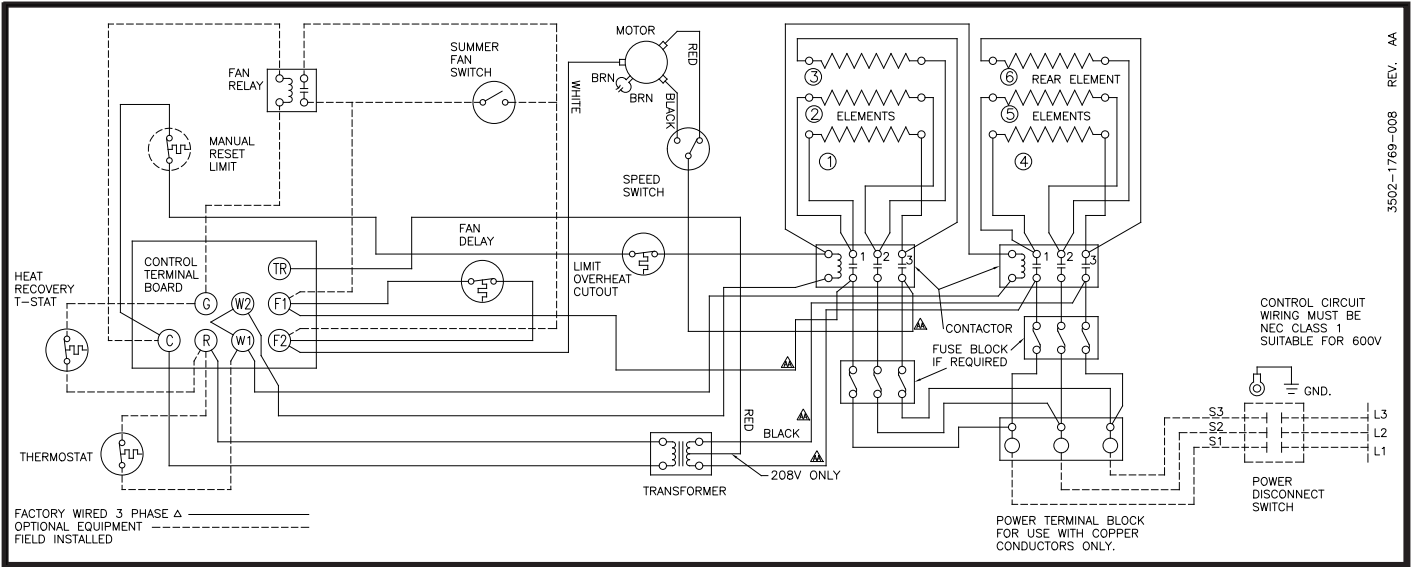 MOTOR
SUMMER
FAN
SWITCH
RED
FAN
RELAY
BRN
BRN
WHITE
BLACK
MANUAL
RESET
LIMIT
SPEED
SWITCH
3
2
ELEMENTS
1
6 REAR ELEMENT
5
ELEMENTS
4
3502-1769-008 REV. AA
FAN
DELAY
LIMIT
OVERHEAT
CUTOUT
1 2 3
1 2 3
CONTROL
TERMINAL
BOARD
TR
G W2 F1
C R W1 F2
HEAT
RECOVERY
T-STAT
AA
CONTACTOR
FUSE BLOCK
IF REQUIRED
CONTROL CIRCUIT
WIRING MUST BE
NEC CLASS 1
SUITABLE FOR 600V
AA
GND.
AA
RED
BLACK
AA
208V ONLY
THERMOSTAT
TRANSFORMER
S3
S2
S1
L3
L2
L1
POWER
DISCONNECT
SWITCH
FACTORY WIRED 3 PHASE Δ
OPTIONAL EQUIPMENT
FIELD INSTALLED
POWER TERMINAL BLOCK
FOR USE WITH COPPER
CONDUCTORS ONLY.